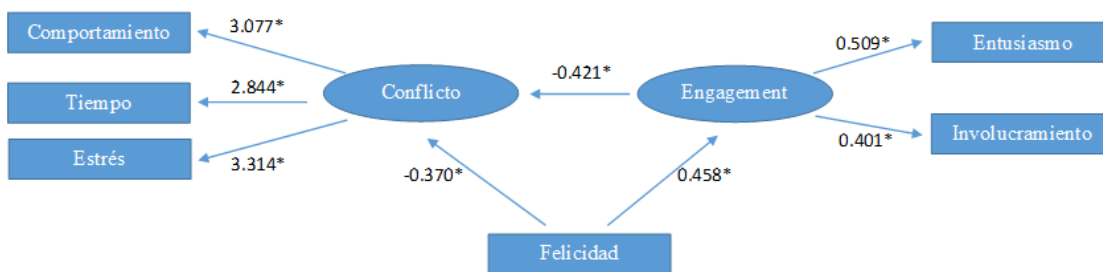 Comportamiento
3.077*
Entusiasmo
0.509*
-0.421*
Tiempo
2.844*
Conflicto
Engagement
Estrés
3.314*
Involucramiento
0.401*
-0.370*
0.458*
Felicidad